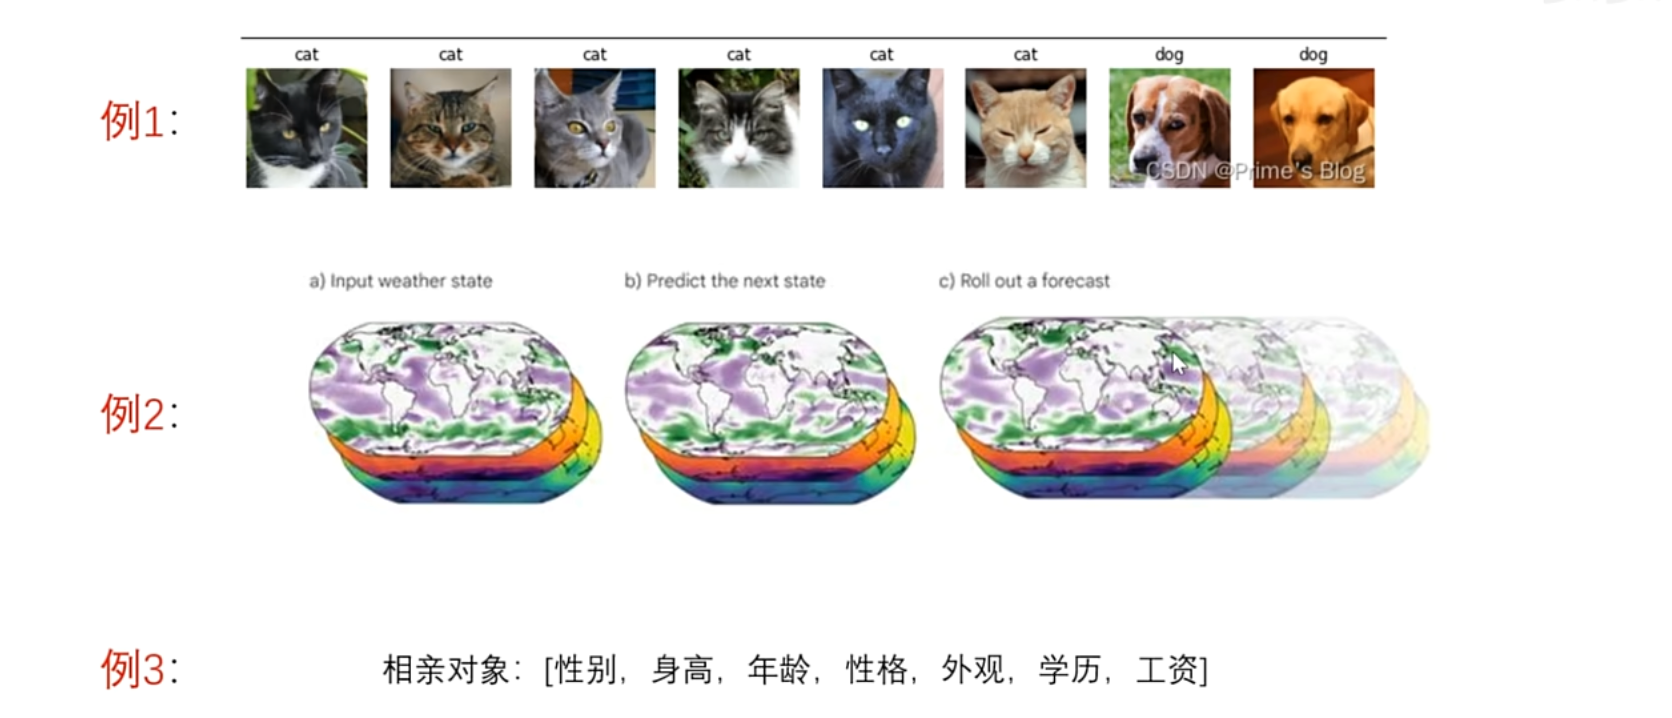 cat cat cat cat cat cat dog dog
例1：
CSDN @Prime's Blog
a) Input weather state b) Predict the next state c) Roll out a forecast
例2：
例3： 相亲对象：[性别，身高，年龄，性格，外观，学历，工资]